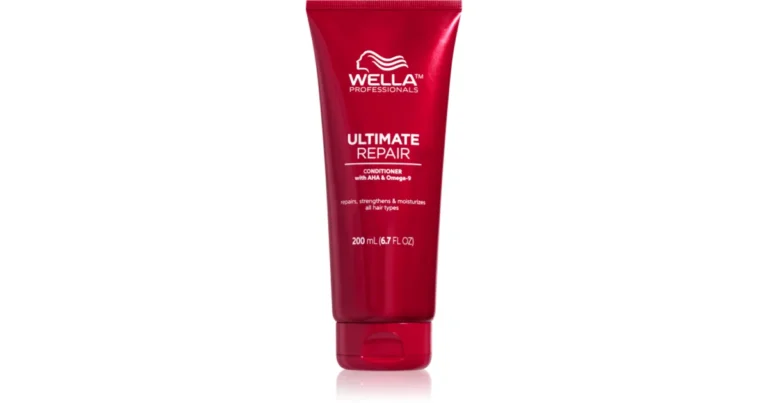 WELLA™
PROFESSIONALS
ULTIMATE
REPAIR
CONDITIONER
with AHA & Omega-9
repairs, strengthens & moisturizes
all hair types
200 mL (6.7 FL OZ)